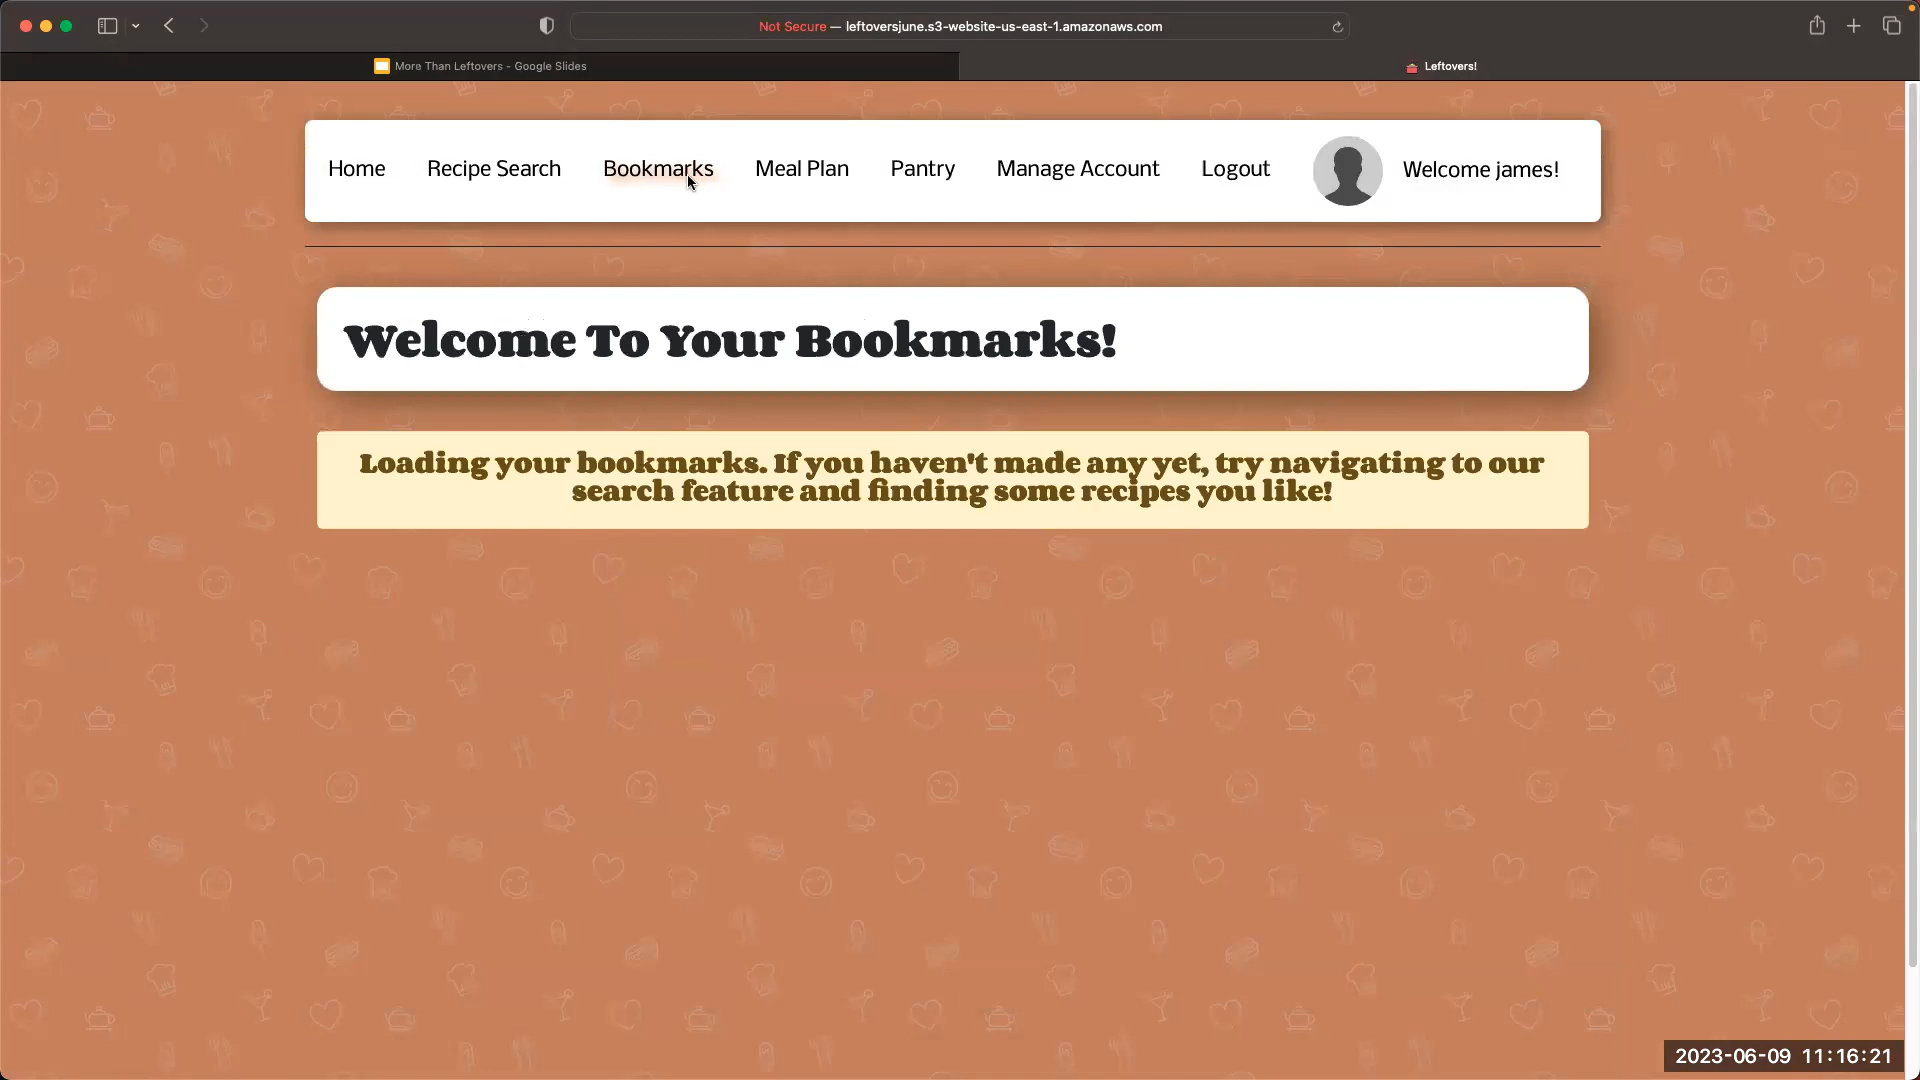 Not Secure — leftoversjune.s3-website-us-east-1.amazonaws.com
More Than Leftovers - Google Slides
Leftovers!
Home Recipe Search Bookmarks Meal Plan Pantry Manage Account Logout Welcome james!
Welcome To Your Bookmarks!
Loading your bookmarks. If you haven't made any yet, try navigating to our
search feature and finding some recipes you like!
2023-06-09 11:16:21